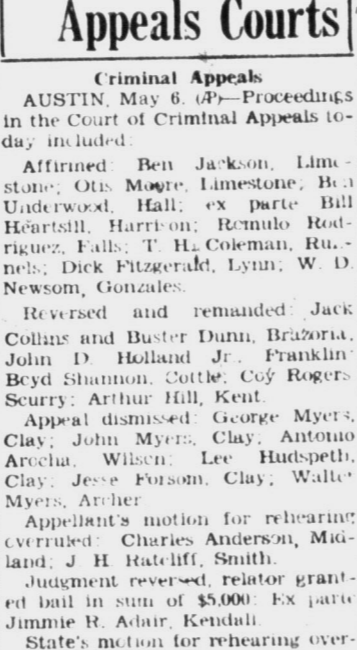 Appeals Courts
Criminal Appeals
AUSTIN, May 6. (AP)—Proceedings
in the Court of Criminal Appeals to-
day included:
Affirmed: Ben Jackson, Lime-
stone; Otis Moore, Limestone; Ben
Underwood, Hall; ex parte Bill
Heartsill, Harrison; Romulo Rod-
riguez, Falls; T. H. Coleman, Run-
nels; Dick Fitzgerald, Lynn; W. D.
Newsom, Gonzales.
Reversed and remanded: Jack
Collins and Buster Dunn, Brazoria,
John D. Holland Jr., Franklin;
Boyd Shannon, Cottle; Coy Rogers
Scurry; Arthur Hill, Kent.
Appeal dismissed: George Myers,
Clay; John Myers, Clay, Antonio
Arocha, Wilson; Lee Hudspeth,
Clay; Jesse Forsom, Clay; Walter
Myers, Archer
Appellant's motion for rehearing
overruled: Charles Anderson, Mid-
land; J. H. Ratcliff, Smith.
Judgment reversed, relator grant-
ed bail in sum of $5,000: Ex parte
Jimmie R. Adair, Kendall.
State's motion for rehearing over-